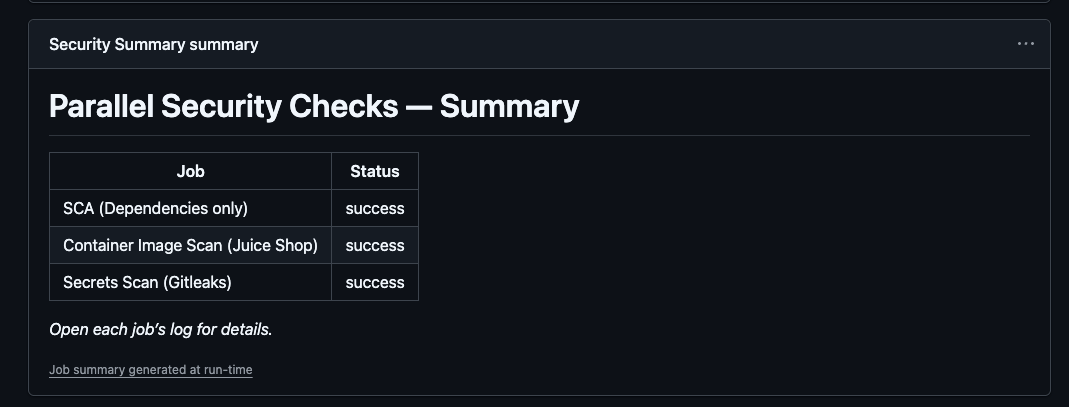 Security Summary summary
Parallel Security Checks — Summary
Job Status
SCA (Dependencies only) success
Container Image Scan (Juice Shop) success
Secrets Scan (Gitleaks) success
Open each job’s log for details.
Job summary generated at run-time